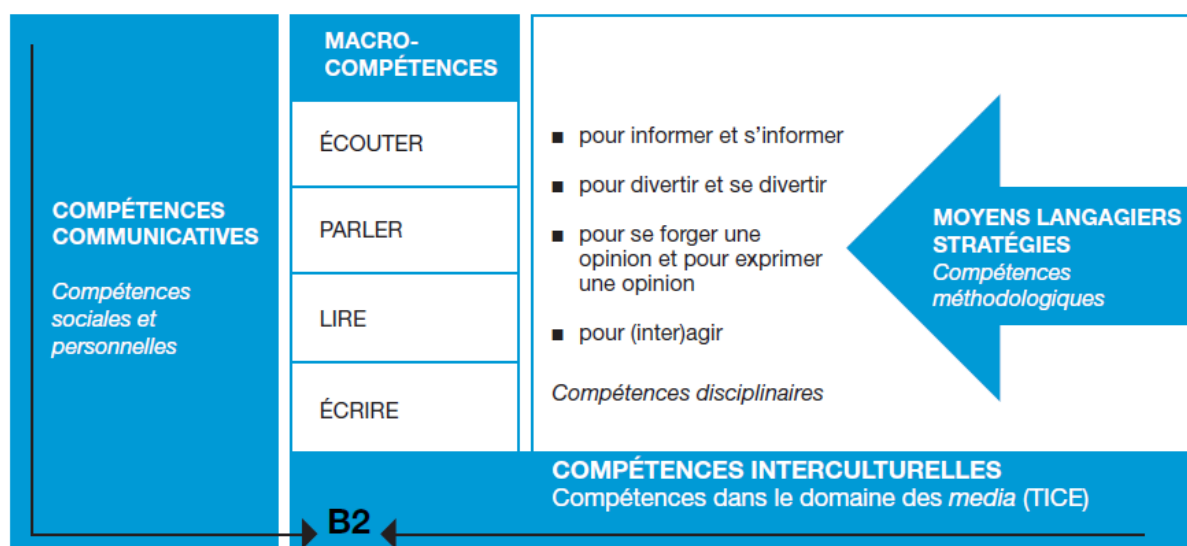 COMPÉTENCES
COMMUNICATIVES
Compétences
sociales et
personnelles
MACRO-
COMPÉTENCES
ÉCOUTER
PARLER
LIRE
ÉCRIRE
■ pour informer et s'informer
■ pour divertir et se divertir
■ pour se forger une
opinion et pour exprimer
une opinion
■ pour (inter)agir
Compétences disciplinaires
MOYENS LANGAGIERS
STRATÉGIES
Compétences
méthodologiques
COMPÉTENCES INTERCULTURELLES
Compétences dans le domaine des media (TICE)
B2